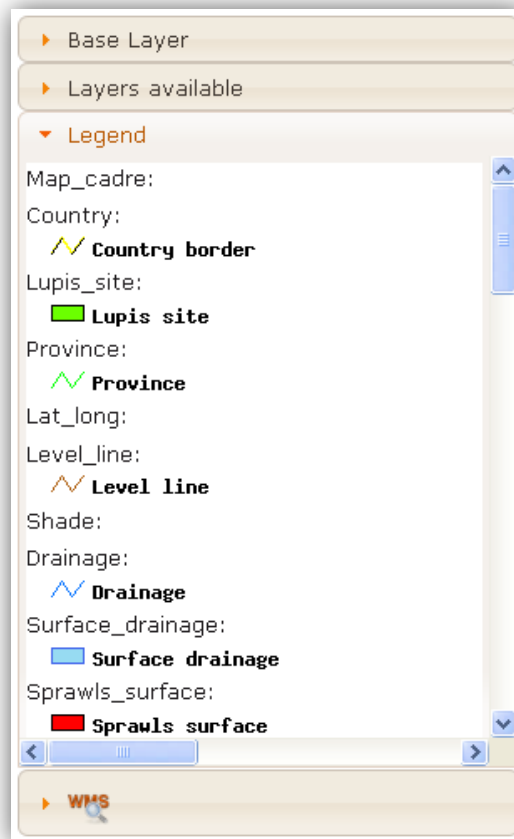 Base Layer
Layers available
Legend
Map_cadre:
Country:
Country border
Lupis_site:
Lupis site
Province:
Province
Lat_long:
Level_line:
Level line
Shade:
Drainage:
Drainage
Surface_drainage:
Surface drainage
Sprawls_surface:
Sprawls surface
WMS